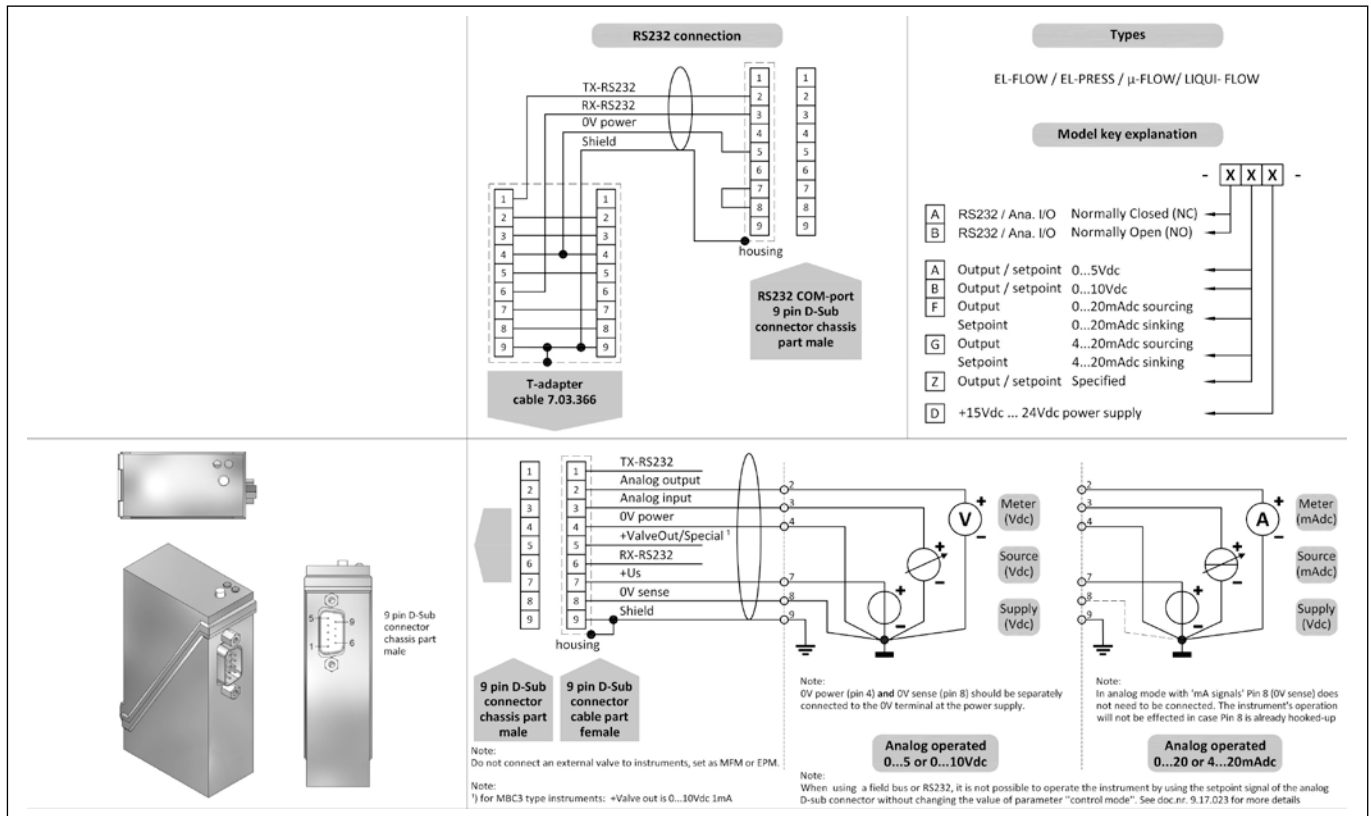 RS232 connection
TX-RS232
RX-RS232
0V power
Shield
1 1
2 2
3 3
4 4
5 5
6 6
7 7
8 8
9 9
housing
1 1
2 2
3 3
4 4
5 5
6 6
7 7
8 8
9 9
RS232 COM-port
9 pin D-Sub
connector chassis
part male
T-adapter
cable 7.03.366
Types
EL-FLOW / EL-PRESS / µ-FLOW/ LIQUI- FLOW
Model key explanation
- X X X -
A RS232 / Ana. I/O Normally Closed (NC)
B RS232 / Ana. I/O Normally Open (NO)
A Output / setpoint 0...5Vdc
B Output / setpoint 0...10Vdc
F Output 0...20mAdc sourcing
Setpoint 0...20mAdc sinking
G Output 4...20mAdc sourcing
Setpoint 4...20mAdc sinking
Z Output / setpoint Specified
D +15Vdc ... 24Vdc power supply
5 9
1 6
9 pin D-Sub
connector
chassis part
male
1 1 TX-RS232
2 2 Analog output
3 3 Analog input
4 4 0V power
5 5 +ValveOut/Special ¹
6 6 RX-RS232
7 7 +Us
8 8 0V sense
9 9 Shield
housing
9 pin D-Sub
connector
chassis part
male
9 pin D-Sub
connector
cable part
female
Note:
Do not connect an external valve to instruments, set as MFM or EPM.
Note:
¹) for MBC3 type instruments: +Valve out is 0...10Vdc 1mA
2
3
4
7
8
9
+
V
-
+
-
+
-
Meter
(Vdc)
Source
(Vdc)
Supply
(Vdc)
Note:
0V power (pin 4) and 0V sense (pin 8) should be separately
connected to the 0V terminal at the power supply.
Analog operated
0...5 or 0...10Vdc
2
3
4
7
8
9
+
A
-
+
-
+
-
Meter
(mAdc)
Source
(mAdc)
Supply
(Vdc)
Note:
In analog mode with 'mA signals' Pin 8 (0V sense) does
not need to be connected. The instrument's operation
will not be effected in case Pin 8 is already hooked-up
Analog operated
0...20 or 4...20mAdc
Note:
When using a field bus or RS232, it is not possible to operate the instrument by using the setpoint signal of the analog
D-sub connector without changing the value of parameter "control mode". See doc.nr. 9.17.023 for more details